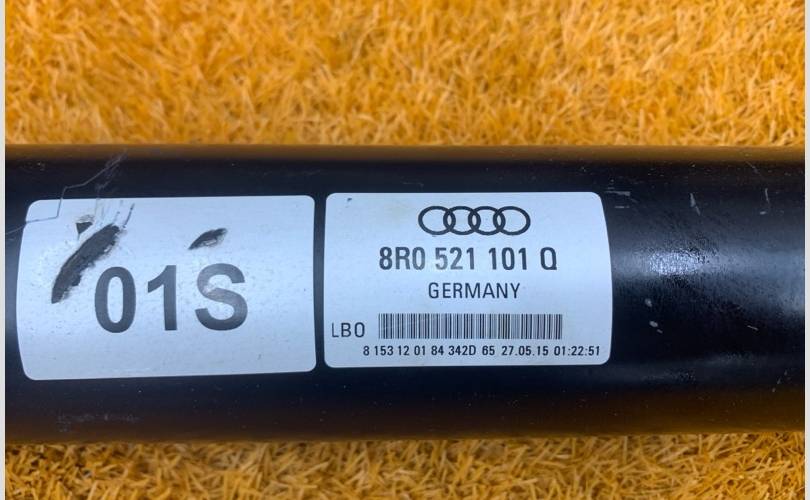 01S
8R0 521 101 Q
GERMANY
LBO
8 153 12 01 84 342D 65 27.05.15 01:22:51